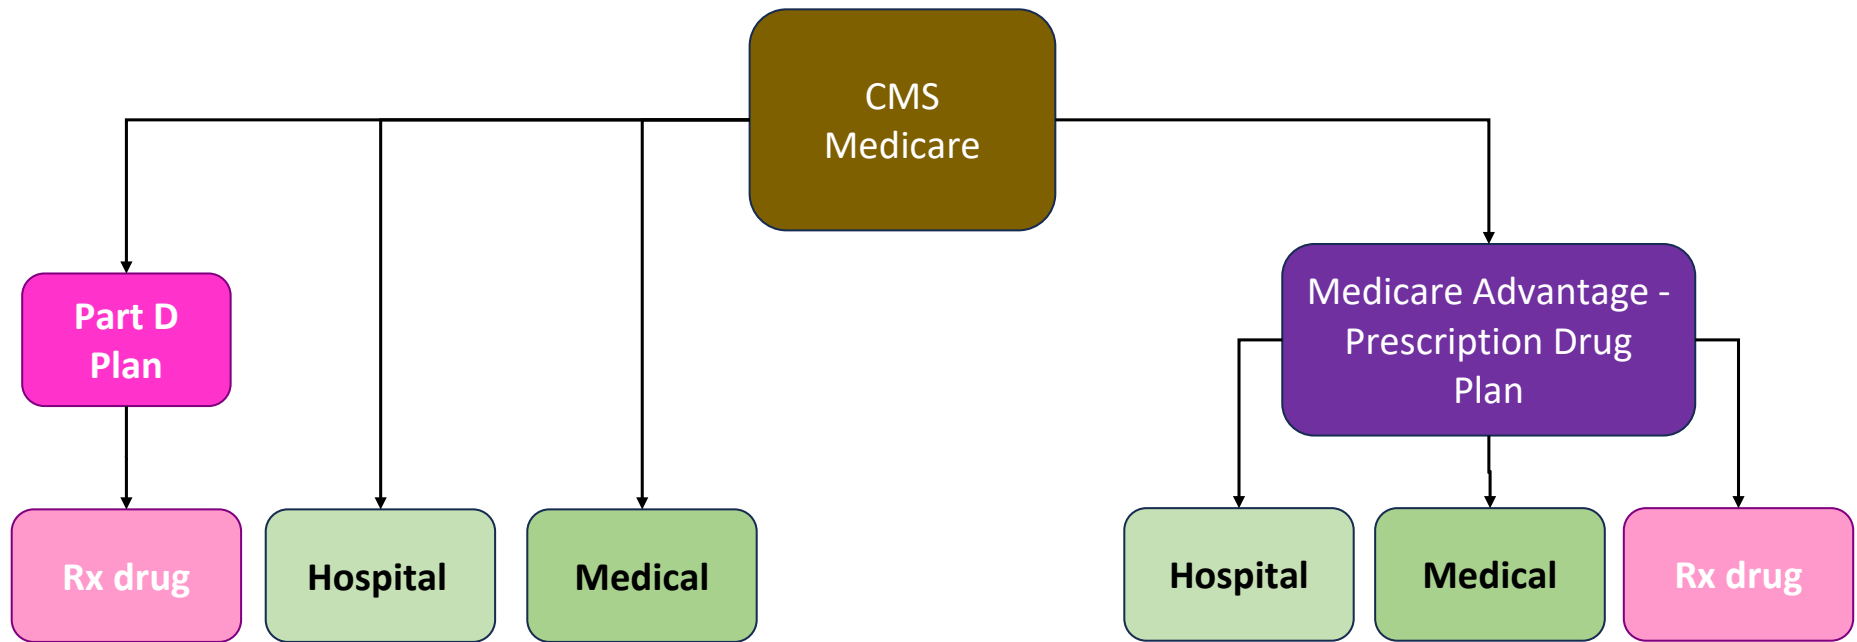 CMS
Medicare
Part D
Plan
Medicare Advantage -
Prescription Drug
Plan
Rx drug
Hospital
Medical
Hospital
Medical
Rx drug